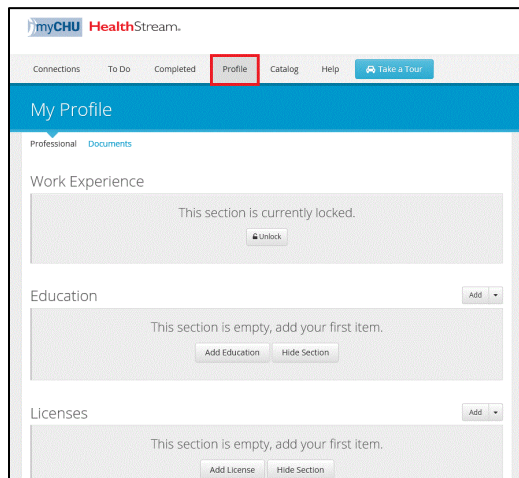 myCHU HealthStream.
Connections To Do Completed Profile Catalog Help Take a Tour
My Profile
Professional Documents
Work Experience
This section is currently locked.
Unlock
Education Add
This section is empty, add your first item.
Add Education Hide Section
Licenses Add
This section is empty, add your first item.
Add License Hide Section